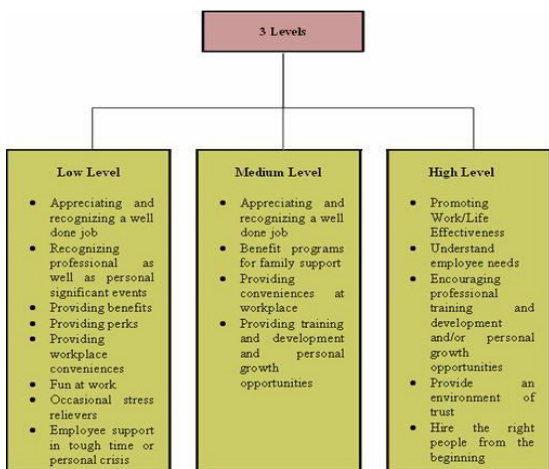 3 Levels
Low Level
Appreciating and
recognizing a well
done job
Recognizing
professional as
well as personal
significant events
Providing benefits
Providing perks
Providing
workplace
conveniences
Fun at work
Occasional stress
relievers
Employee support
in tough time or
personal crisis
Medium Level
Appreciating and
recognizing a well
done job
Benefit programs
for family support
Providing
conveniences at
workplace
Providing training
and development
and personal
growth
opportunities
High Level
Promoting
Work/Life
Effectiveness
Understand
employee needs
Encouraging
professional
training and
development
and/or personal
growth
opportunities
Provide an
environment of
trust
Hire the right
people from the
beginning